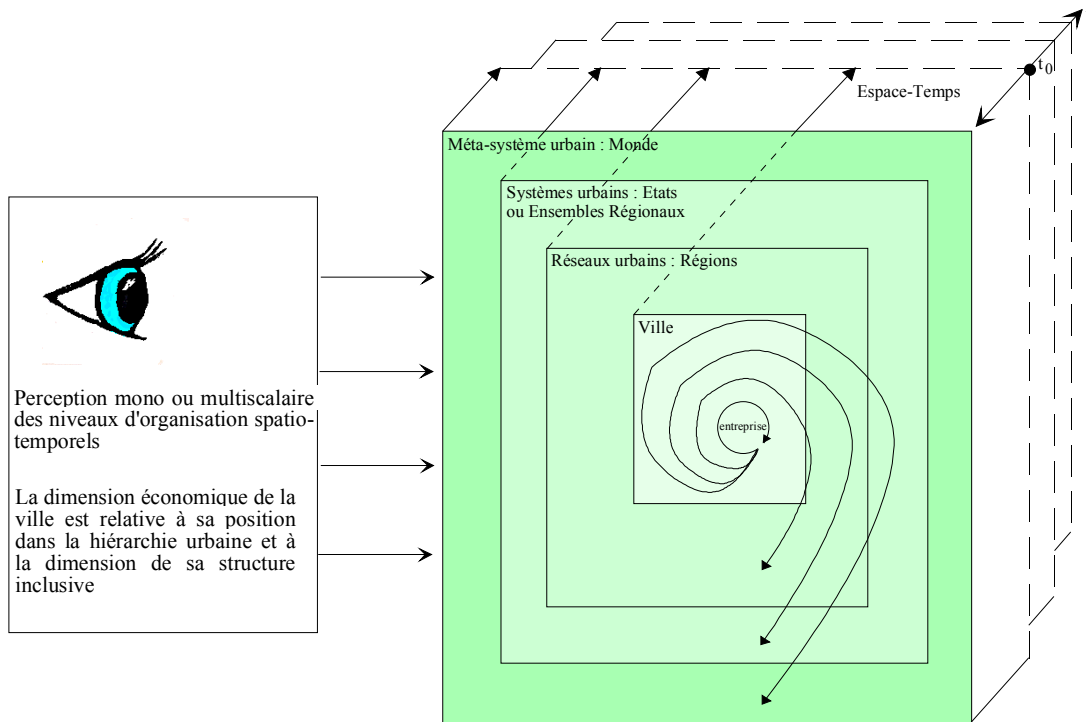 t0
Espace-Temps
Méta-système urbain : Monde
Systèmes urbains : Etats
ou Ensembles Régionaux
Réseaux urbains : Régions
Ville
entreprise
Perception mono ou multiscalaire
des niveaux d'organisation spatio-
temporels
La dimension économique de la
ville est relative à sa position
dans la hiérarchie urbaine et à
la dimension de sa structure
inclusive